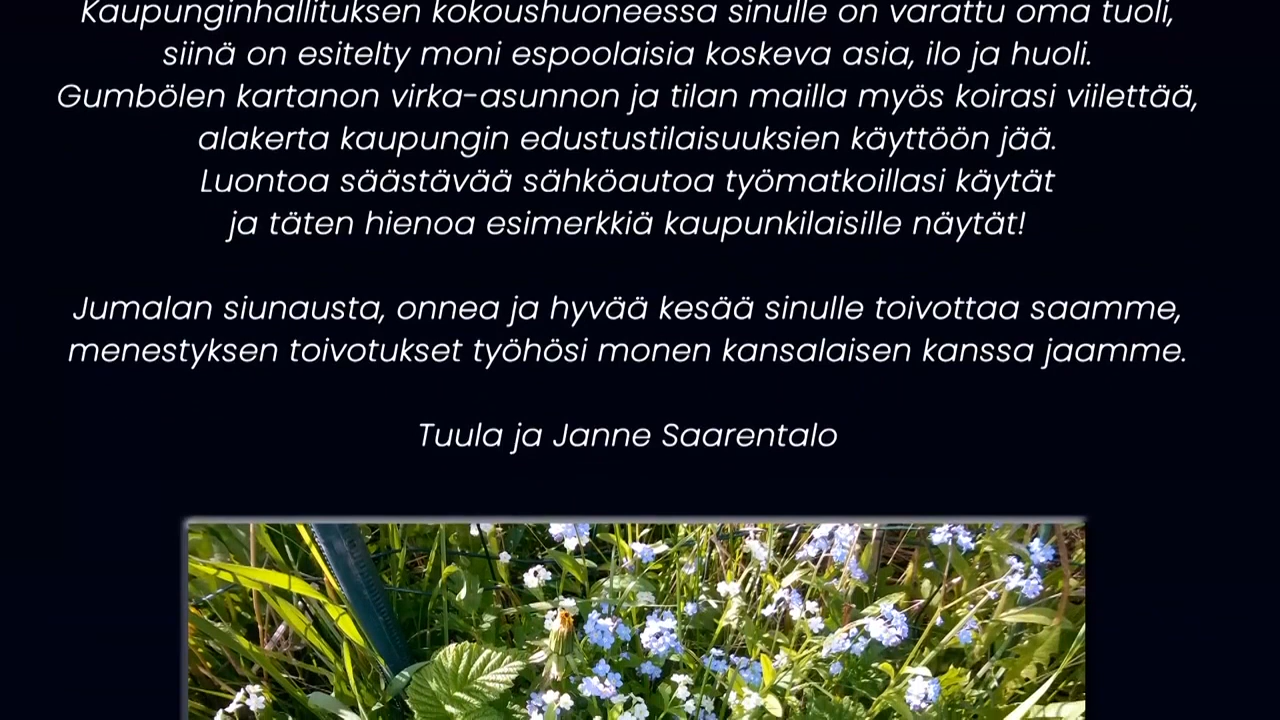 Kaupunginhallituksen kokoushuoneessa sinulle on varattu oma tuoli,
siinä on esitelty moni espoolaisia koskeva asia, ilo ja huoli.
Gumbölen kartanon virka-asunnon ja tilan mailla myös koirasi viilettää,
alakerta kaupungin edustustilaisuuksien käyttöön jää.
Luontoa säästävää sähköautoa työmatkoillasi käytät
ja täten hienoa esimerkkiä kaupunkilaisille näytät!
Jumalan siunausta, onnea ja hyvää kesää sinulle toivottaa saamme,
menestyksen toivotukset työhösi monen kansalaisen kanssa jaamme.
Tuula ja Janne Saarentalo